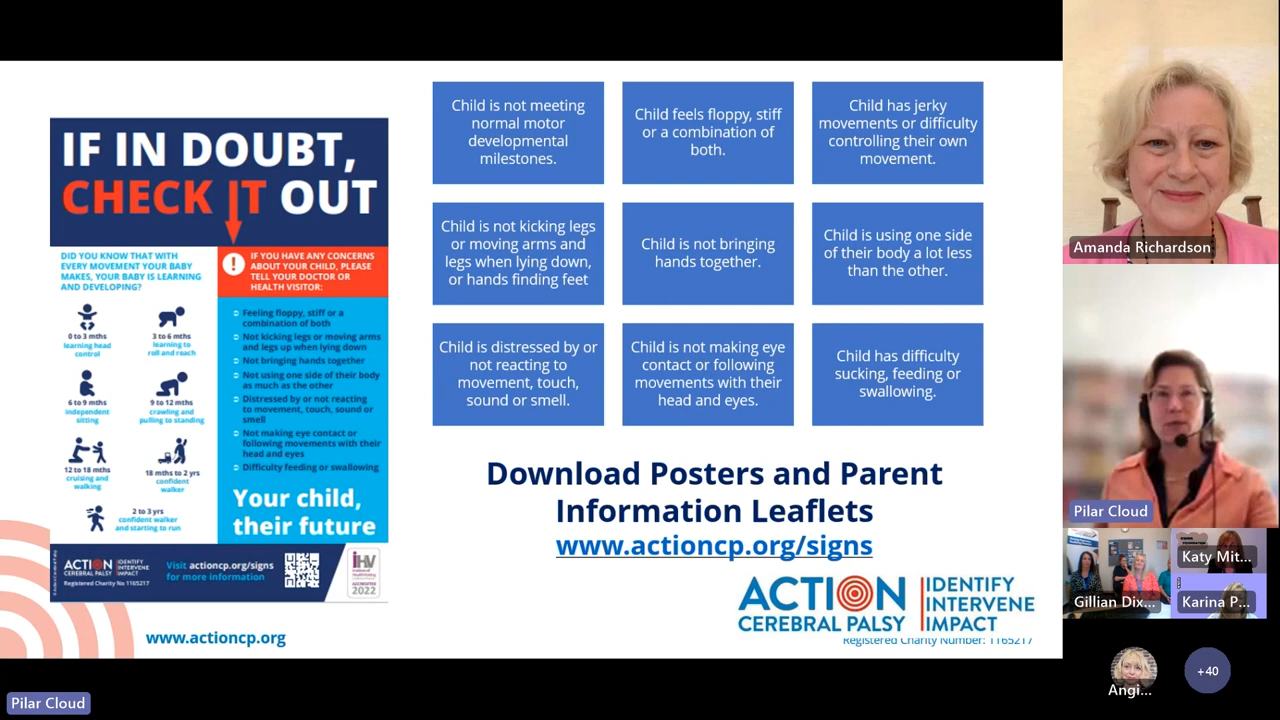 IF IN DOUBT,
CHECK IT OUT
DID YOU KNOW THAT WITH
EVERY MOVEMENT YOUR BABY
MAKES, YOUR BABY IS LEARNING
AND DEVELOPING?
0 to 3 mths
learning head
control
3 to 6 mths
learning to
roll and reach
6 to 9 mths
independent
sitting
9 to 12 mths
crawling and
pulling to standing
12 to 18 mths
cruising and
walking
18 mths to 2 yrs
confident
walker
2 to 3 yrs
confident walker
and starting to run
! IF YOU HAVE ANY CONCERNS
ABOUT YOUR CHILD, PLEASE
TELL YOUR DOCTOR OR
HEALTH VISITOR:
Feeling floppy, stiff or a
combination of both
Not kicking legs or moving arms
and legs up when lying down
Not bringing hands together
Not using one side of their body
as much as the other
Distressed by or not reacting
to movement, touch, sound or
smell
Not making eye contact or
following movements with their
head and eyes
Difficulty feeding or swallowing
Your child,
their future
ACTION
CEREBRAL PALSY
IDENTIFY
INTERVENE
IMPACT
Registered Charity No 1165217
Visit actioncp.org/signs
for more information
iHV
ACCREDITED
2022
www.actioncp.org
Child is not meeting
normal motor
developmental
milestones.
Child feels floppy, stiff
or a combination of
both.
Child has jerky
movements or difficulty
controlling their own
movement.
Child is not kicking legs
or moving arms and
legs when lying down,
or hands finding feet
Child is not bringing
hands together.
Child is using one side
of their body a lot less
than the other.
Child is distressed by or
not reacting to
movement, touch,
sound or smell.
Child is not making eye
contact or following
movements with their
head and eyes.
Child has difficulty
sucking, feeding or
swallowing.
Download Posters and Parent
Information Leaflets
www.actioncp.org/signs
ACTION
CEREBRAL PALSY
IDENTIFY
INTERVENE
IMPACT
Registered Charity Number: 1165217
Pilar Cloud
Amanda Richardson
Pilar Cloud
Gillian Dix...
Katy Mit...
Karina P...
Angi...
+40